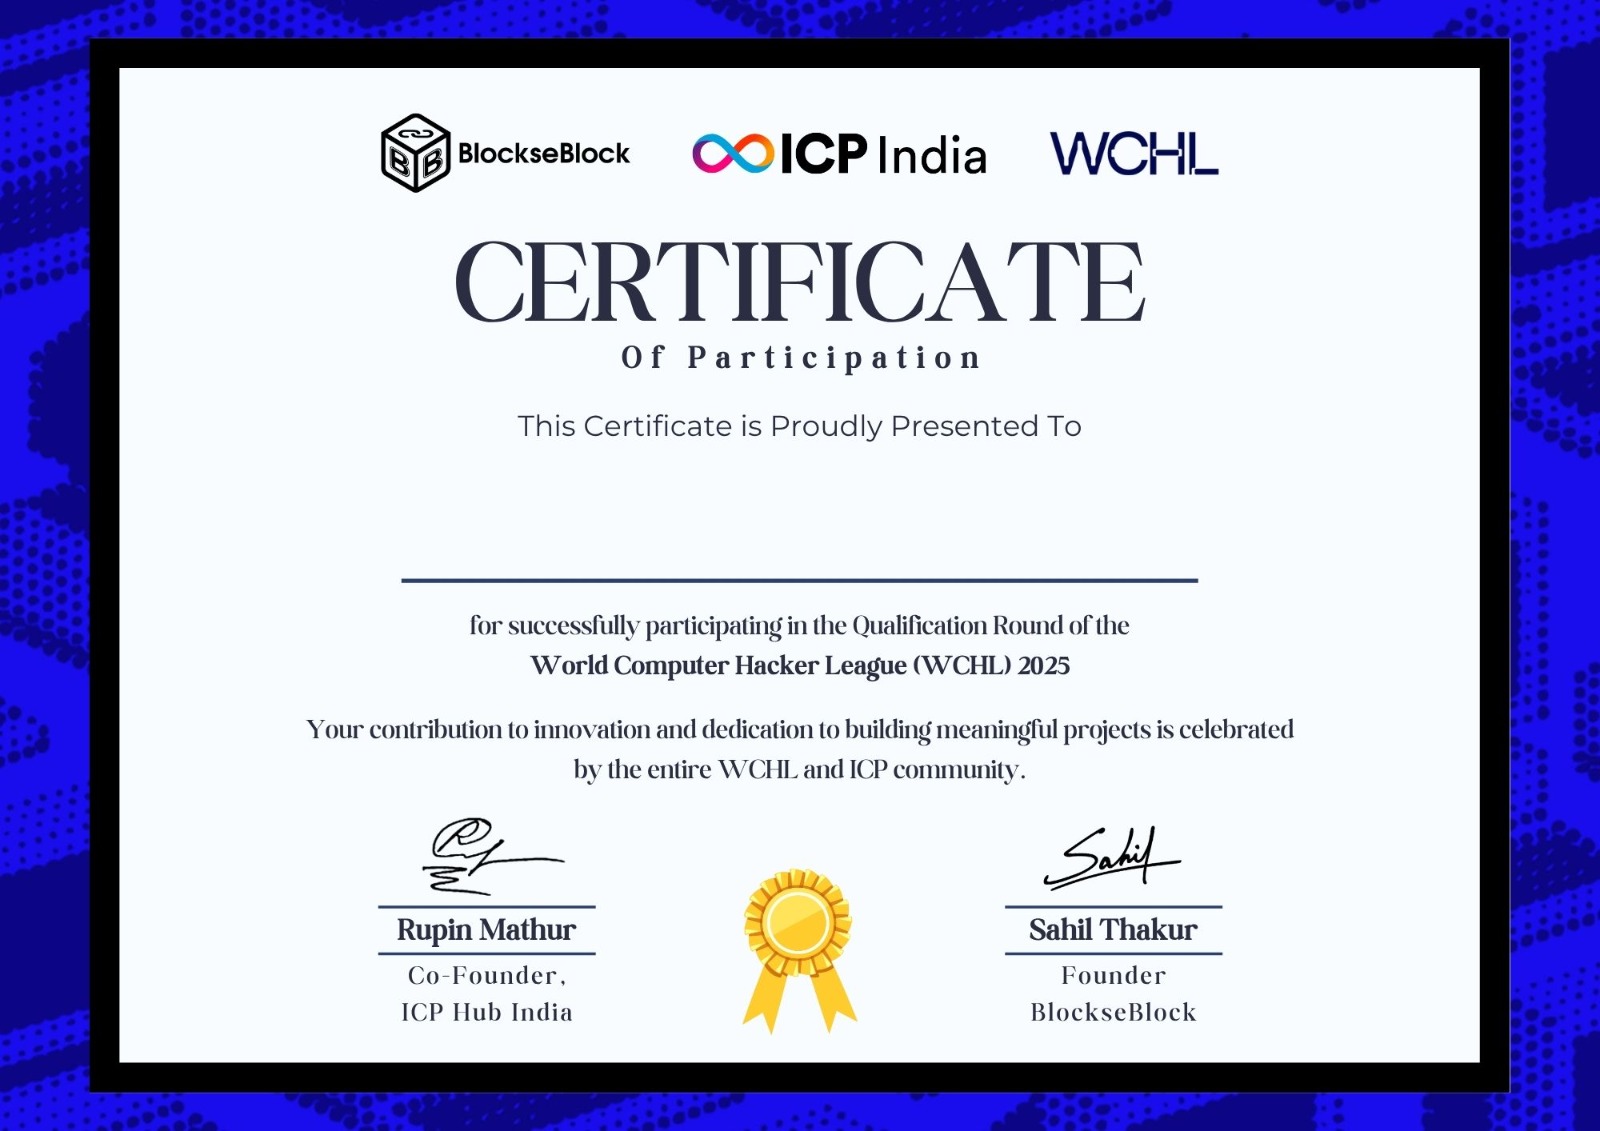 BlockseBlock
ICP India
WCHL
CERTIFICATE
Of Participation
This Certificate is Proudly Presented To
for successfully participating in the Qualification Round of the
World Computer Hacker League (WCHL) 2025
Your contribution to innovation and dedication to building meaningful projects is celebrated
by the entire WCHL and ICP community.
Rupin Mathur
Co-Founder,
ICP Hub India
Sahil
Sahil Thakur
Founder
BlockseBlock